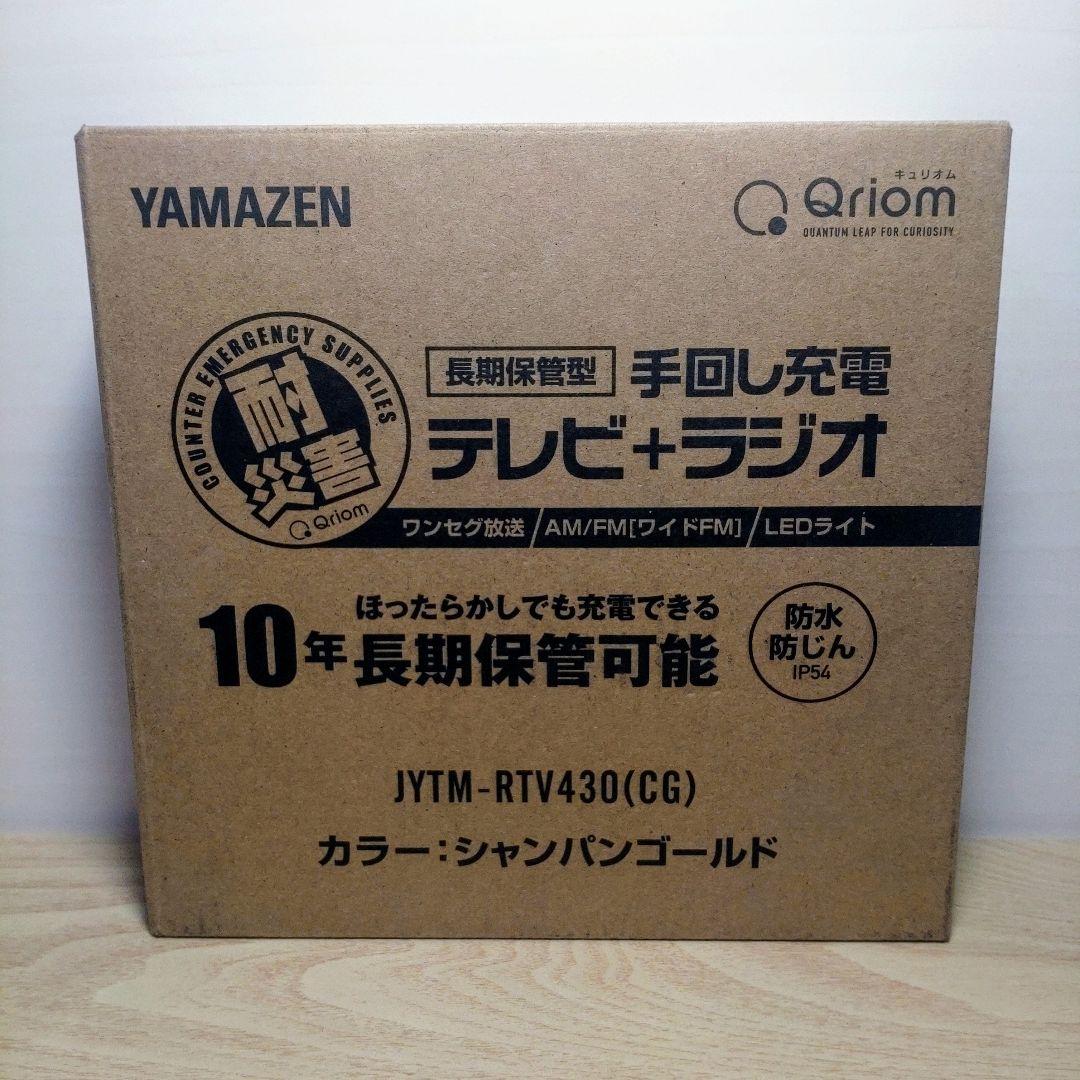 YAMAZEN
キュリオム
Qriom
QUANTUM LEAP FOR CURIOSITY
COUNTER EMERGENCY SUPPLIES
耐災害
Qriom
長期保管型 手回し充電
テレビ+ラジオ
ワンセグ放送/AM/FM[ワイドFM]/LEDライト
ほったらかしでも充電できる
10年長期保管可能
防水
防じん
IP54
JYTM-RTV430(CG)
カラー:シャンパンゴールド